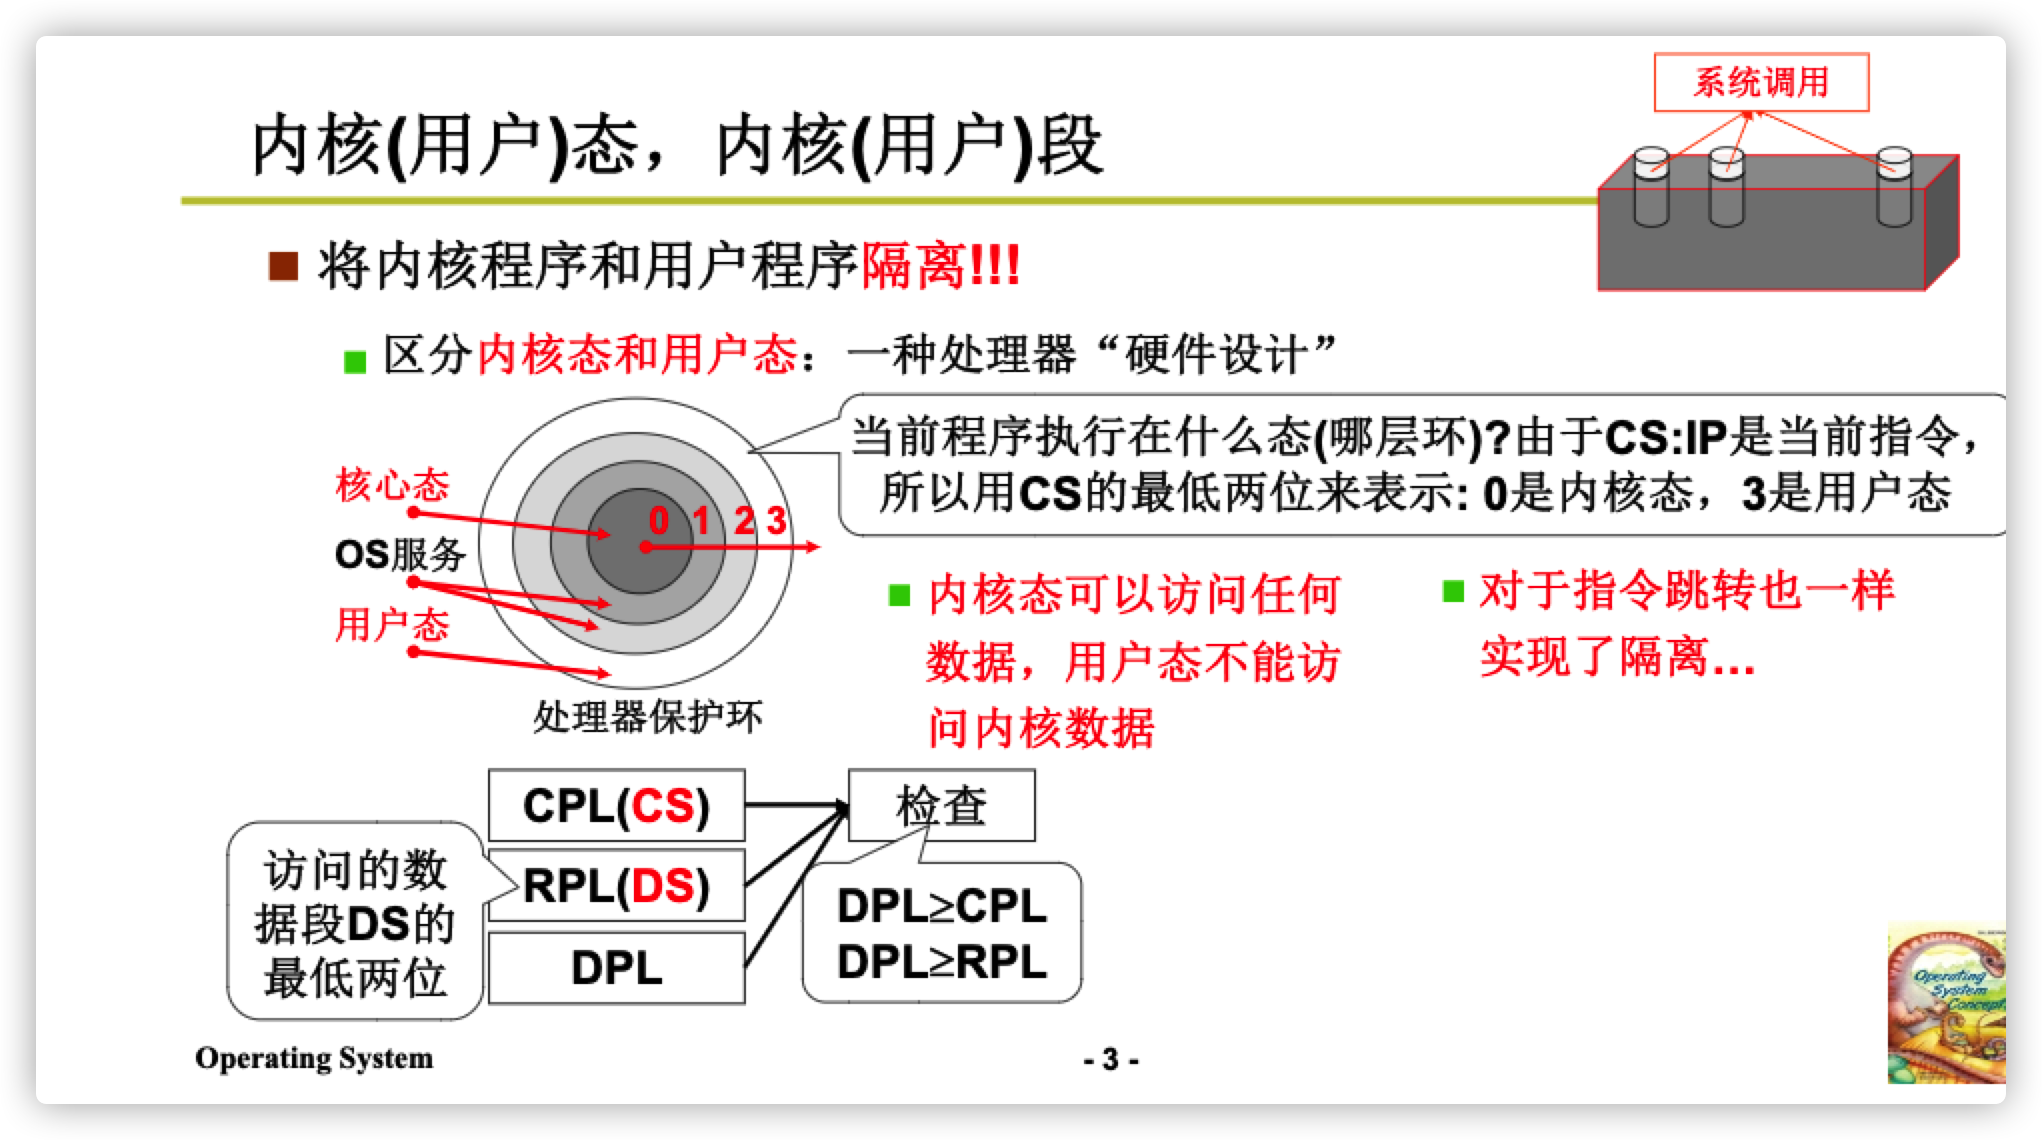 系统调用
内核(用户)态，内核(用户)段
将内核程序和用户程序隔离!!!
区分内核态和用户态：一种处理器“硬件设计”
当前程序执行在什么态(哪层环)?由于CS:IP是当前指令，
所以用CS的最低两位来表示: 0是内核态，3是用户态
核心态
OS服务
用户态
0 1 2 3
处理器保护环
内核态可以访问任何
数据，用户态不能访
问内核数据
对于指令跳转也一样
实现了隔离...
CPL(CS)
RPL(DS)
DPL
检查
访问的数
据段DS的
最低两位
DPL≥CPL
DPL≥RPL
Operating
System
Concepts
Operating System
- 3 -